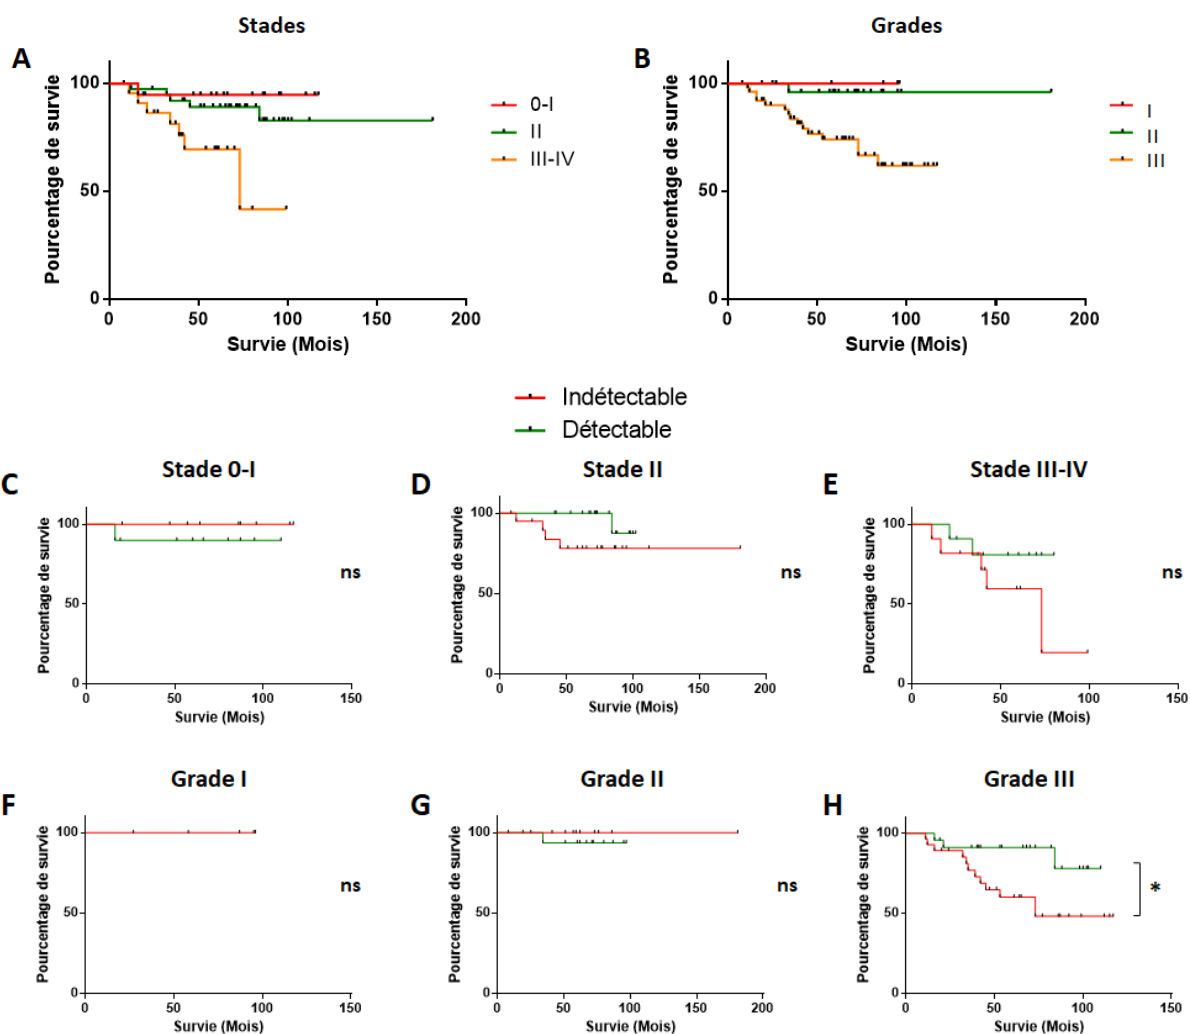 Stades
A
Pourcentage de survie
100
50
0
0 50 100 150 200
Survie (Mois)
0-I
II
III-IV
Grades
B
Pourcentage de survie
100
50
0
0 50 100 150 200
Survie (Mois)
I
II
III
Indétectable
Détectable
Stade 0-I
C
Pourcentage de survie
100
50
0
0 50 100 150
Survie (Mois)
ns
Stade II
D
Pourcentage de survie
100
50
0
0 50 100 150 200
Survie (Mois)
ns
Stade III-IV
E
Pourcentage de survie
100
50
0
0 50 100 150
Survie (Mois)
ns
Grade I
F
Pourcentage de survie
100
50
0
0 50 100 150
Survie (Mois)
ns
Grade II
G
Pourcentage de survie
100
50
0
0 50 100 150 200
Survie (Mois)
ns
Grade III
H
Pourcentage de survie
100
50
0
0 50 100 150
Survie (Mois)
*